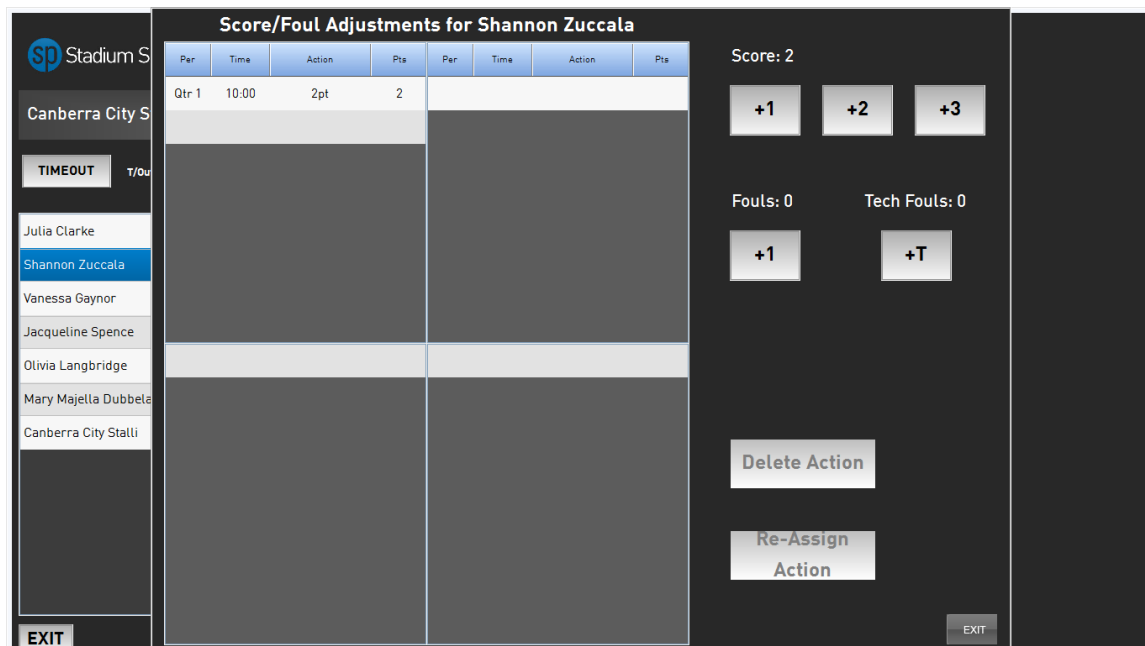 Score/Foul Adjustments for Shannon Zuccala
sp Stadium S
Canberra City S
TIMEOUT T/Ou
Julia Clarke
Shannon Zuccala
Vanessa Gaynor
Jacqueline Spence
Olivia Langbridge
Mary Majella Dubbela
Canberra City Stalli
EXIT
Per Time Action Pts Per Time Action Pts
Qtr 1 10:00 2pt 2
Score: 2
+1 +2 +3
Fouls: 0 Tech Fouls: 0
+1 +T
Delete Action
Re-Assign
Action
EXIT